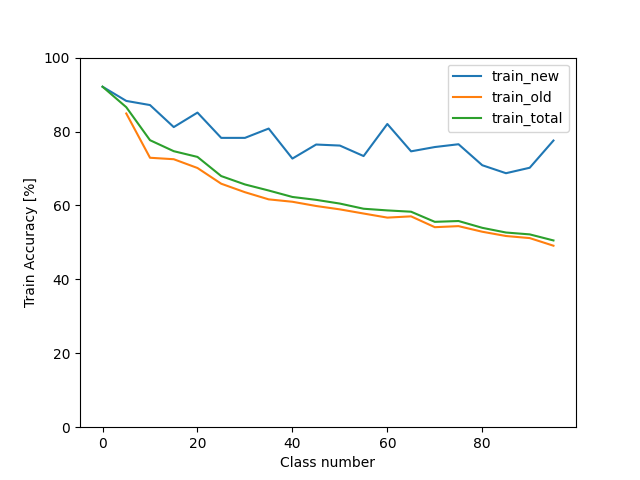 100
80
60
40
20
0
Train Accuracy [%]
train_new
train_old
train_total
0 20 40 60 80
Class number